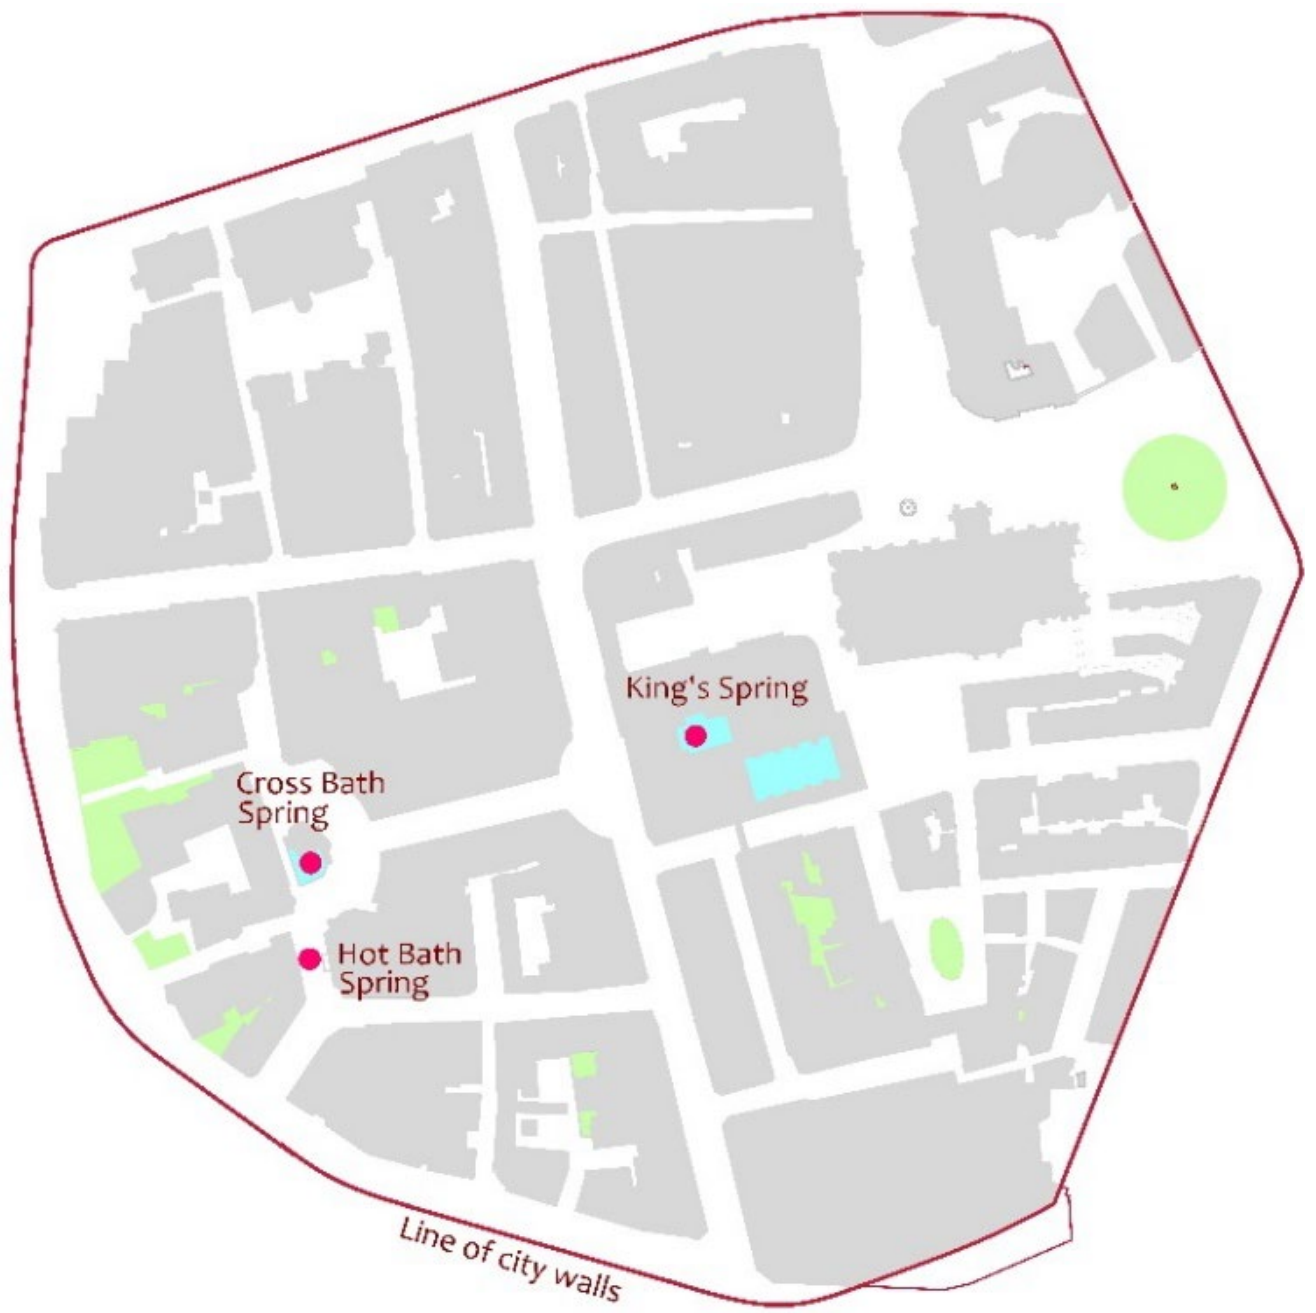 King's Spring
Cross Bath
Spring
Hot Bath
Spring
Line of city walls